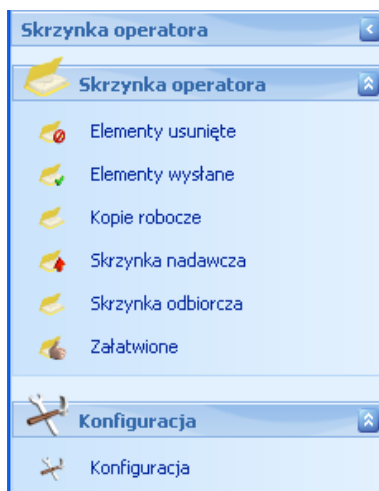 Skrzynka operatora
Skrzynka operatora
Elementy usunięte
Elementy wysłane
Kopie robocze
Skrzynka nadawcza
Skrzynka odbiorcza
Załatwione
Konfiguracja
Konfiguracja